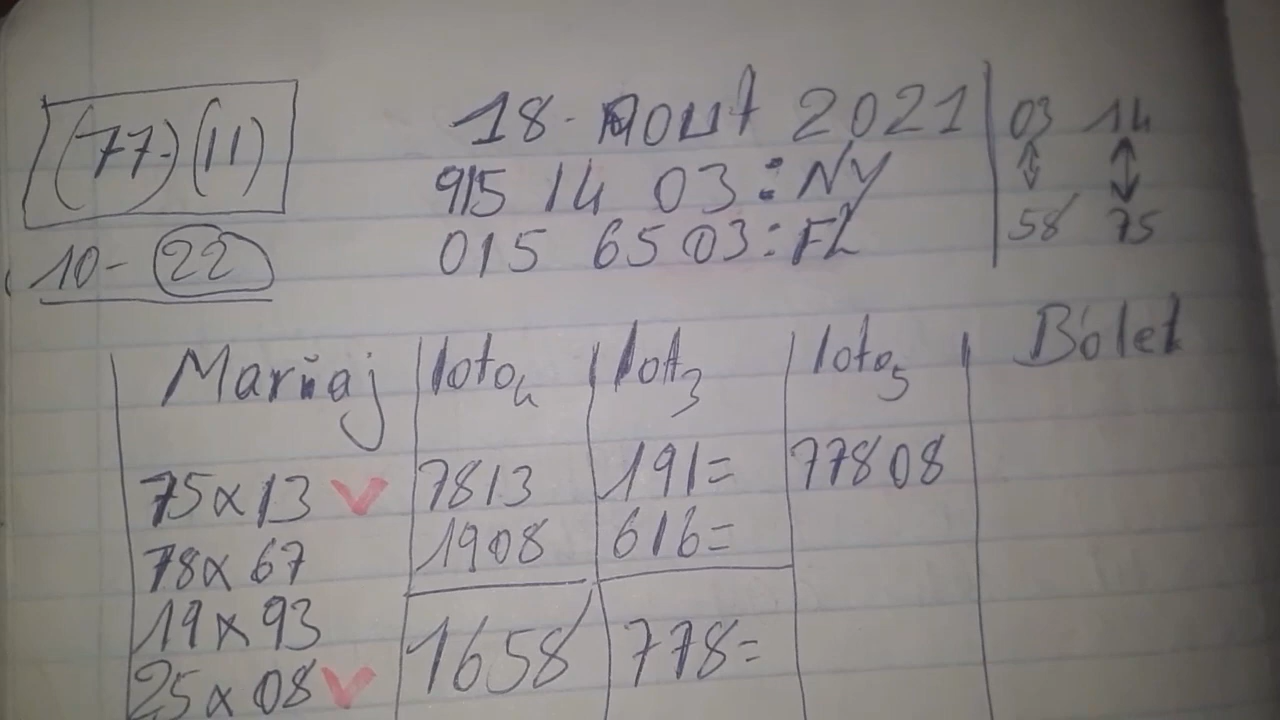 (77-)(11)
10-22
18-Aout 2021
915 14 03:NY
015 65 03:FL
03 14
58 75
Marnaj loto4 lot3 loto5 Bòlet
75x13 7813 191= 77808
78x67 1908 616=
19x93 1658 778=
25x08